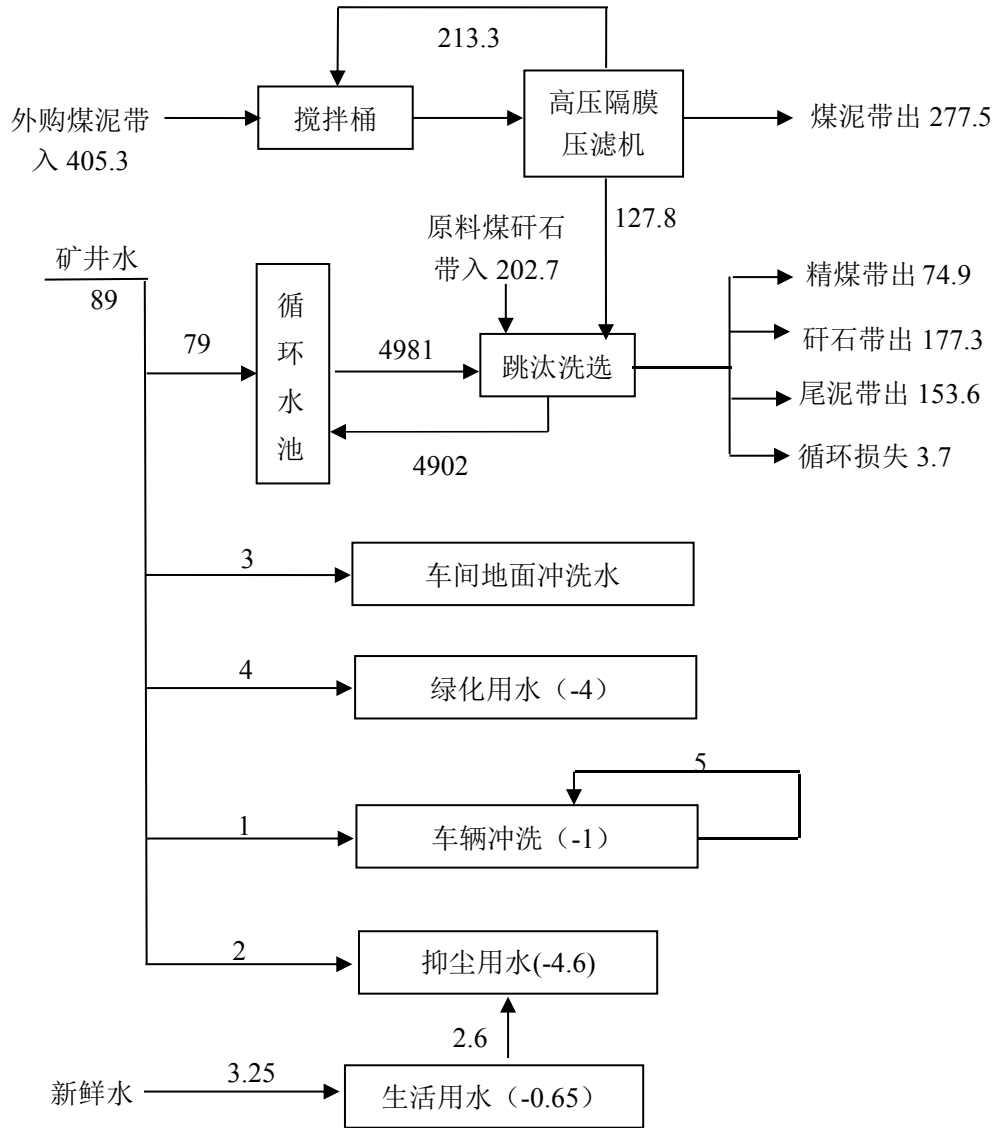 213.3
外购煤泥带
入 405.3
搅拌桶
高压隔膜
压滤机
煤泥带出 277.5
127.8
原料煤矸石
带入 202.7
矿井水
89
79
循
环
水
池
4981
跳汰洗选
4902
精煤带出 74.9
矸石带出 177.3
尾泥带出 153.6
循环损失 3.7
3
车间地面冲洗水
4
绿化用水（-4）
5
1
车辆冲洗（-1）
2
抑尘用水(-4.6)
2.6
新鲜水
3.25
生活用水（-0.65）